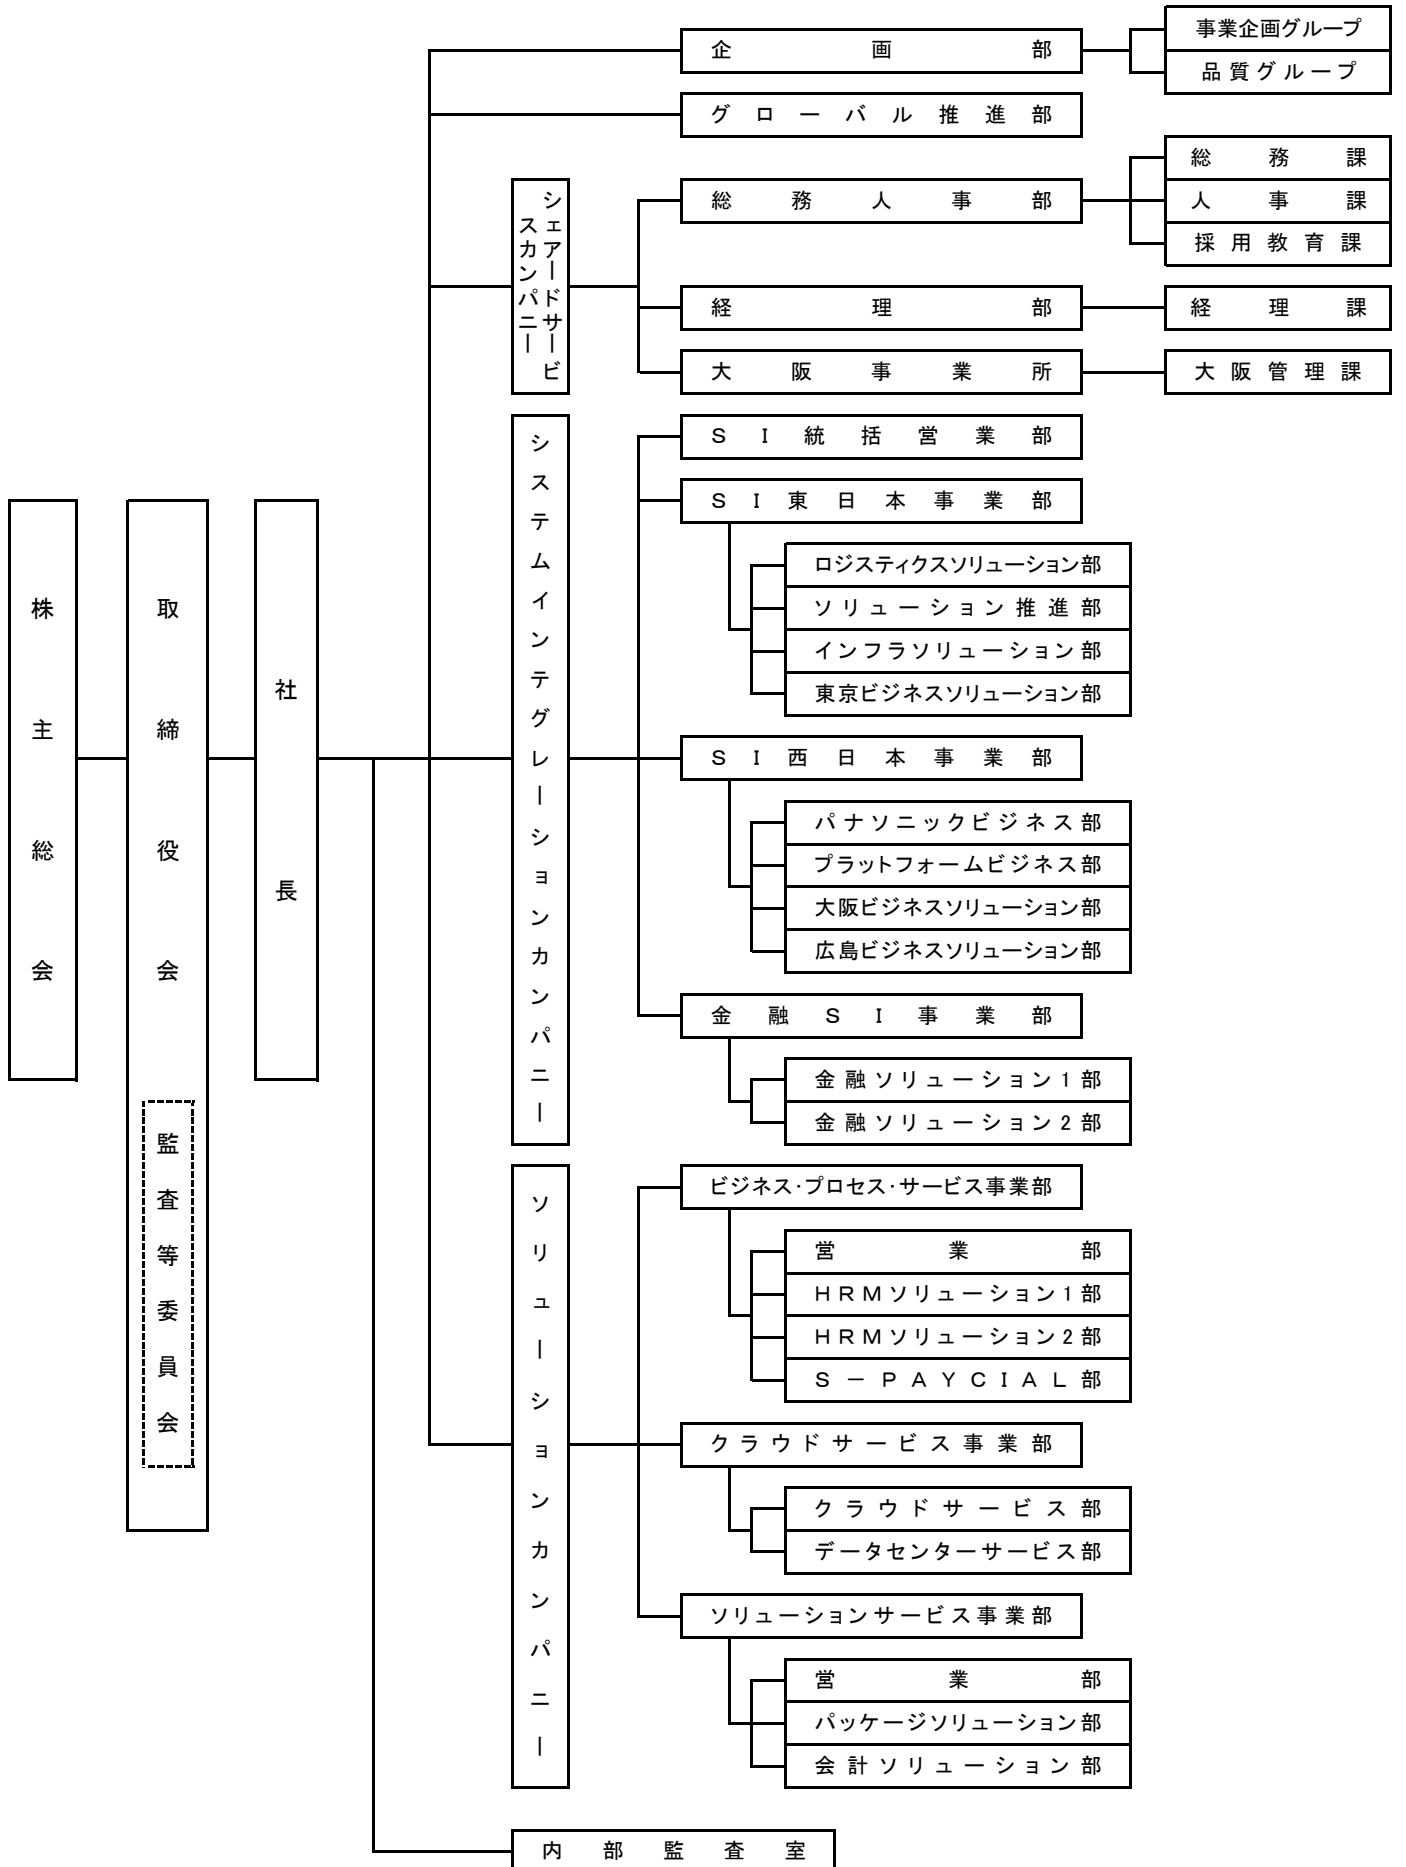 株主総会
取締役会
監査等委員会
社長
企画部
事業企画グループ
品質グループ
グローバル推進部
シェアードサービ
スカンパニー
総務人事部
総務課
人事課
採用教育課
経理部
経理課
大阪事業所
大阪管理課
システムインテグレーションカンパニー
SI統括営業部
SI東日本事業部
ロジスティクスソリューション部
ソリューション推進部
インフラソリューション部
東京ビジネスソリューション部
SI西日本事業部
パナソニックビジネス部
プラットフォームビジネス部
大阪ビジネスソリューション部
広島ビジネスソリューション部
金融SI事業部
金融ソリューション1部
金融ソリューション2部
ソリューションカンパニー
ビジネス・プロセス・サービス事業部
営業部
HRMソリューション1部
HRMソリューション2部
S-PAYCIAL部
クラウドサービス事業部
クラウドサービス部
データセンターサービス部
ソリューションサービス事業部
営業部
パッケージソリューション部
会計ソリューション部
内部監査室